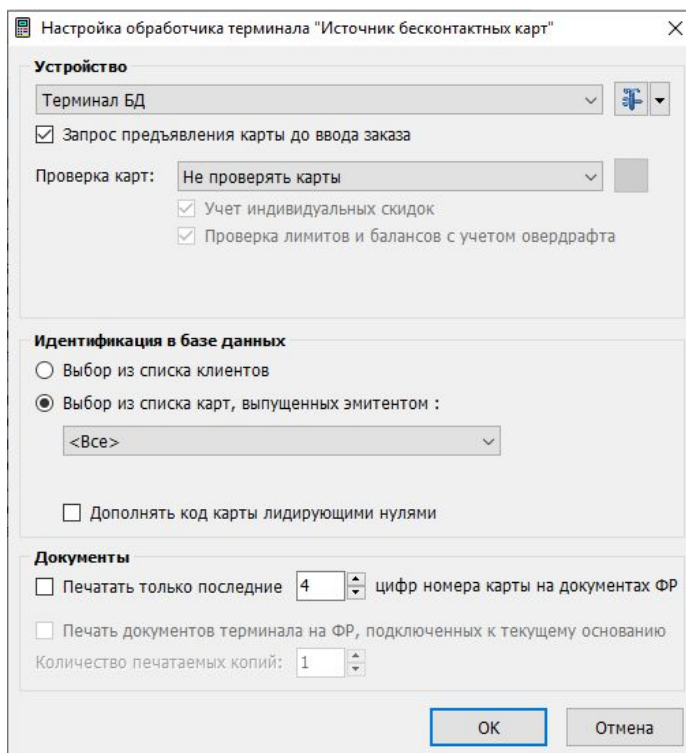 Настройка обработчика терминала "Источник бесконтактных карт"
Устройство
Терминал БД
Запрос предъявления карты до ввода заказа
Проверка карт: Не проверять карты
Учет индивидуальных скидок
Проверка лимитов и балансов с учетом овердрафта
Идентификация в базе данных
Выбор из списка клиентов
Выбор из списка карт, выпущенных эмитентом :
<Все>
Дополнять код карты лидирующими нулями
Документы
Печатать только последние 4 цифр номера карты на документах ФР
Печать документов терминала на ФР, подключенных к текущему основанию
Количество печатаемых копий: 1
ОК Отмена